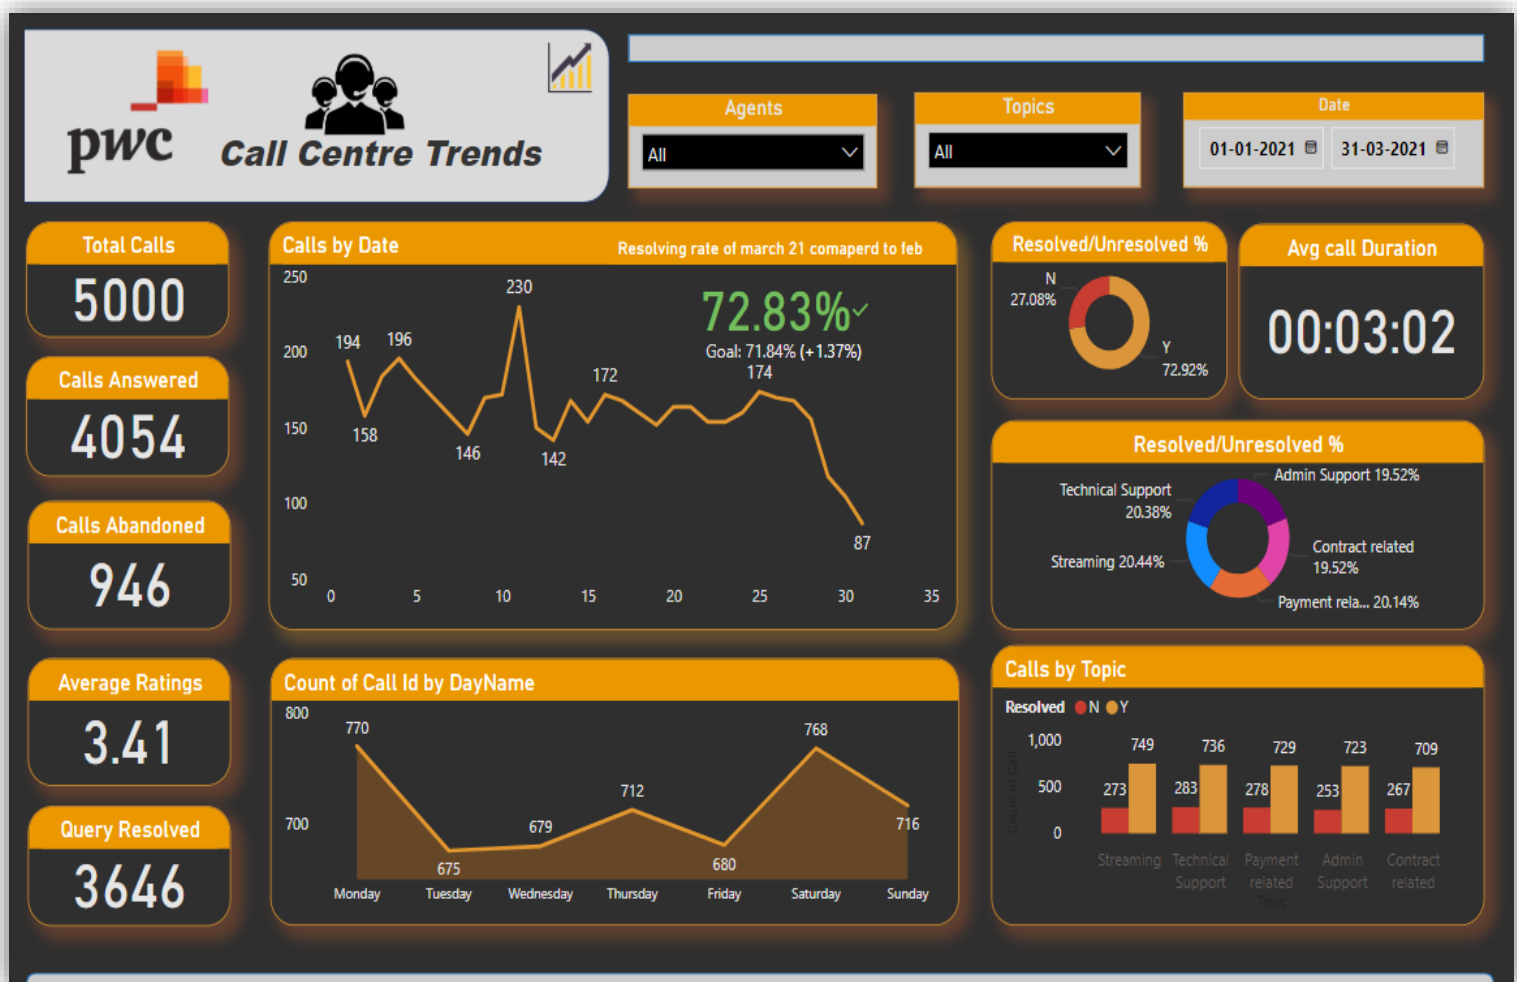 pwc
Call Centre Trends
Agents
All
Topics
All
Date
01-01-2021
31-03-2021
Total Calls
5000
Calls Answered
4054
Calls Abandoned
946
Average Ratings
3.41
Query Resolved
3646
Calls by Date
Resolving rate of march 21 comaperd to feb
72.83%
Goal: 71.84% (+1.37%)
250
200
150
100
50
194
158
196
146
230
142
172
174
87
0 5 10 15 20 25 30 35
Resolved/Unresolved %
N
27.08%
Y
72.92%
Avg call Duration
00:03:02
Resolved/Unresolved %
Admin Support 19.52%
Technical Support
20.38%
Streaming 20.44%
Contract related
19.52%
Payment rela... 20.14%
Count of Call Id by DayName
800
700
770
675
679
712
680
768
716
Monday Tuesday Wednesday Thursday Friday Saturday Sunday
Calls by Topic
Resolved N Y
Count of Call...
1,000
500
0
273 749
283 736
278 729
253 723
267 709
Streaming
Technical
Support
Payment
related
Admin
Support
Contract
related
Topic